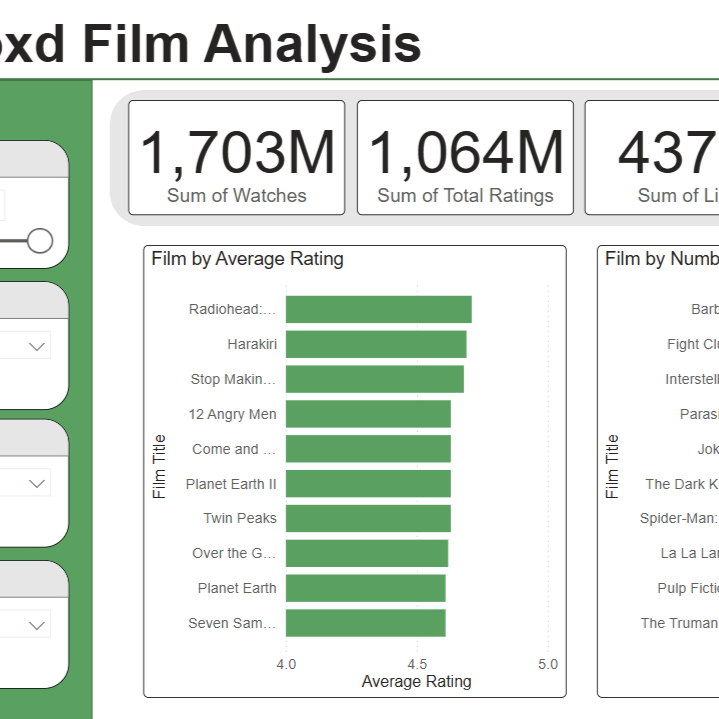 oxd Film Analysis
1,703M
Sum of Watches
1,064M
Sum of Total Ratings
437
Sum of Li
Film by Average Rating
Film Title
Radiohead:...
Harakiri
Stop Makin...
12 Angry Men
Come and ...
Planet Earth II
Twin Peaks
Over the G...
Planet Earth
Seven Sam...
4.0 4.5 5.0
Average Rating
Film by Numb
Film Title
Barb
Fight Clu
Interstell
Paras
Jok
The Dark K
Spider-Man:
La La Lan
Pulp Fictio
The Truman